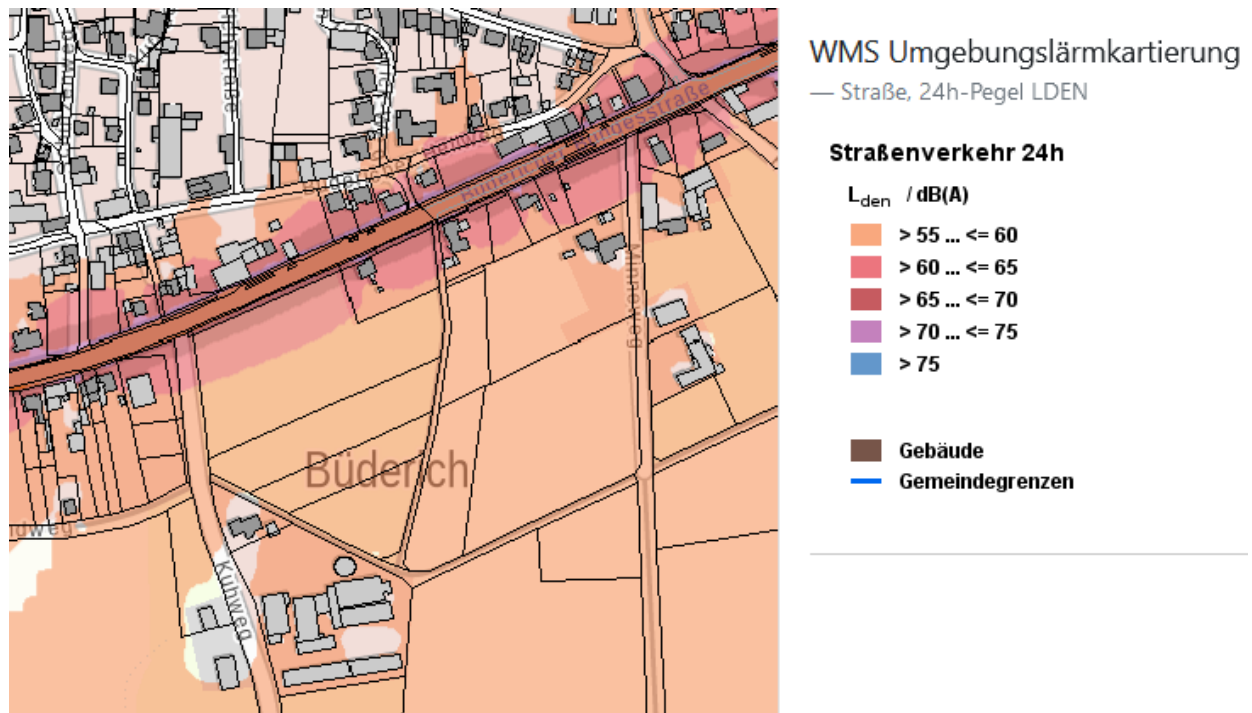 WMS Umgebungslärmkartierung
— Straße, 24h-Pegel LDEN
Straßenverkehr 24h
Lden / dB(A)
> 55 ... <= 60
> 60 ... <= 65
> 65 ... <= 70
> 70 ... <= 75
> 75
Gebäude
Gemeindegrenzen
Minneweg
Büderich
Kuhweg